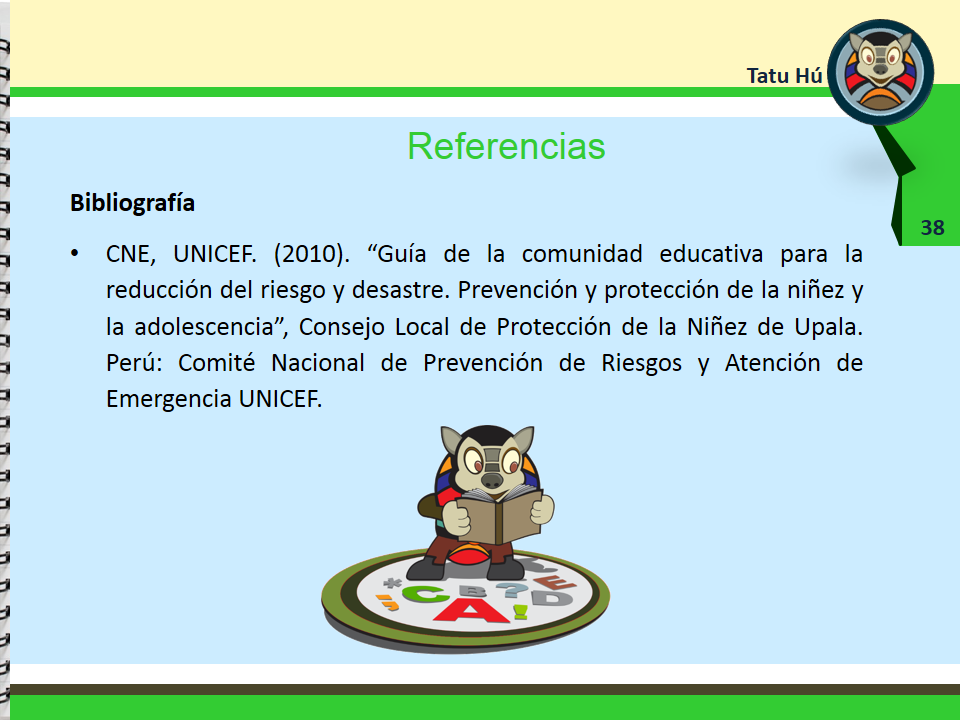 Tatu Hú
Referencias
38
Bibliografía
• CNE, UNICEF. (2010). “Guía de la comunidad educativa para la
reducción del riesgo y desastre. Prevención y protección de la niñez y
la adolescencia”, Consejo Local de Protección de la Niñez de Upala.
Perú: Comité Nacional de Prevención de Riesgos y Atención de
Emergencia UNICEF.
* C B ? E
; A ! D